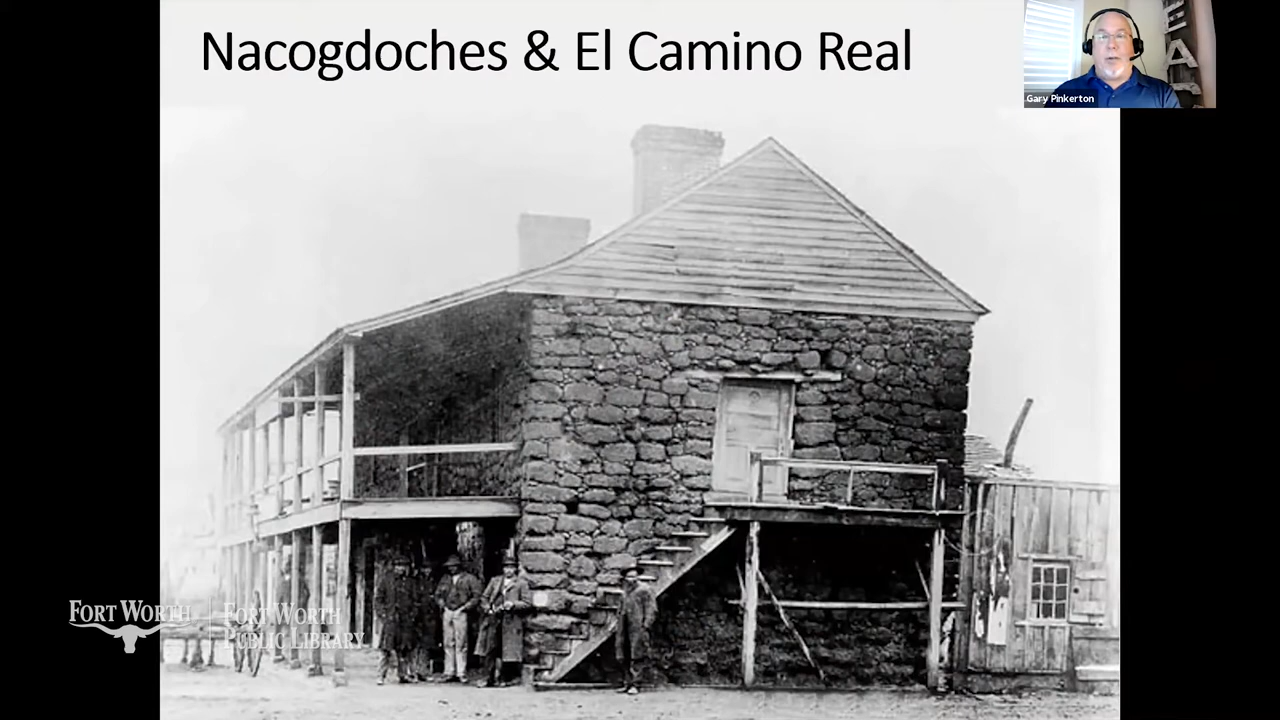 Nacogdoches & El Camino Real
Gary Pinkerton
FORT WORTH
FORT WORTH
PUBLIC LIBRARY